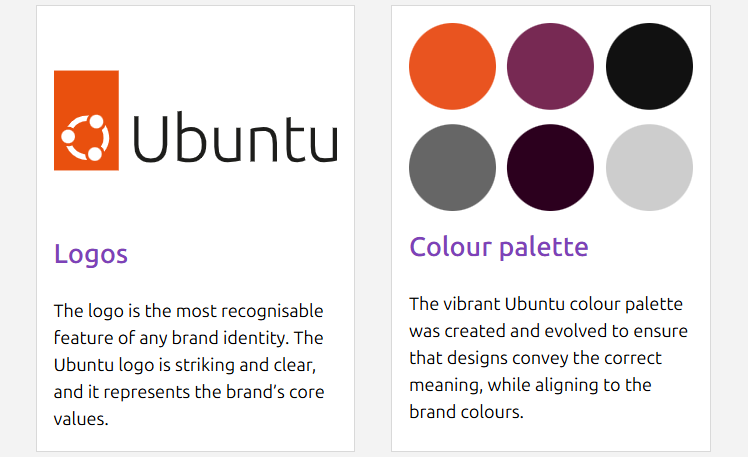 Ubuntu
Logos
The logo is the most recognisable
feature of any brand identity. The
Ubuntu logo is striking and clear,
and it represents the brand’s core
values.
Colour palette
The vibrant Ubuntu colour palette
was created and evolved to ensure
that designs convey the correct
meaning, while aligning to the
brand colours.